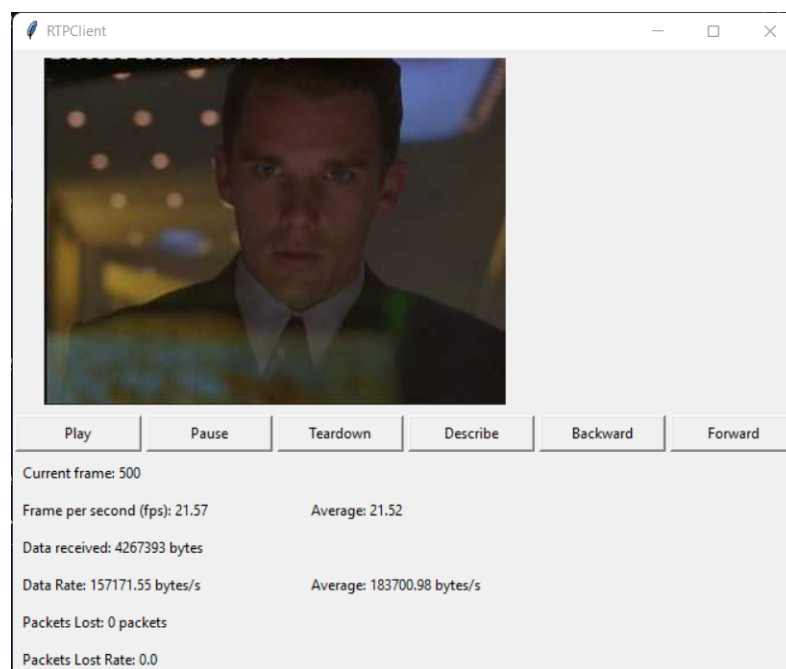 RTPClient
Play Pause Teardown Describe Backward Forward
Current frame: 500
Frame per second (fps): 21.57 Average: 21.52
Data received: 4267393 bytes
Data Rate: 157171.55 bytes/s Average: 183700.98 bytes/s
Packets Lost: 0 packets
Packets Lost Rate: 0.0